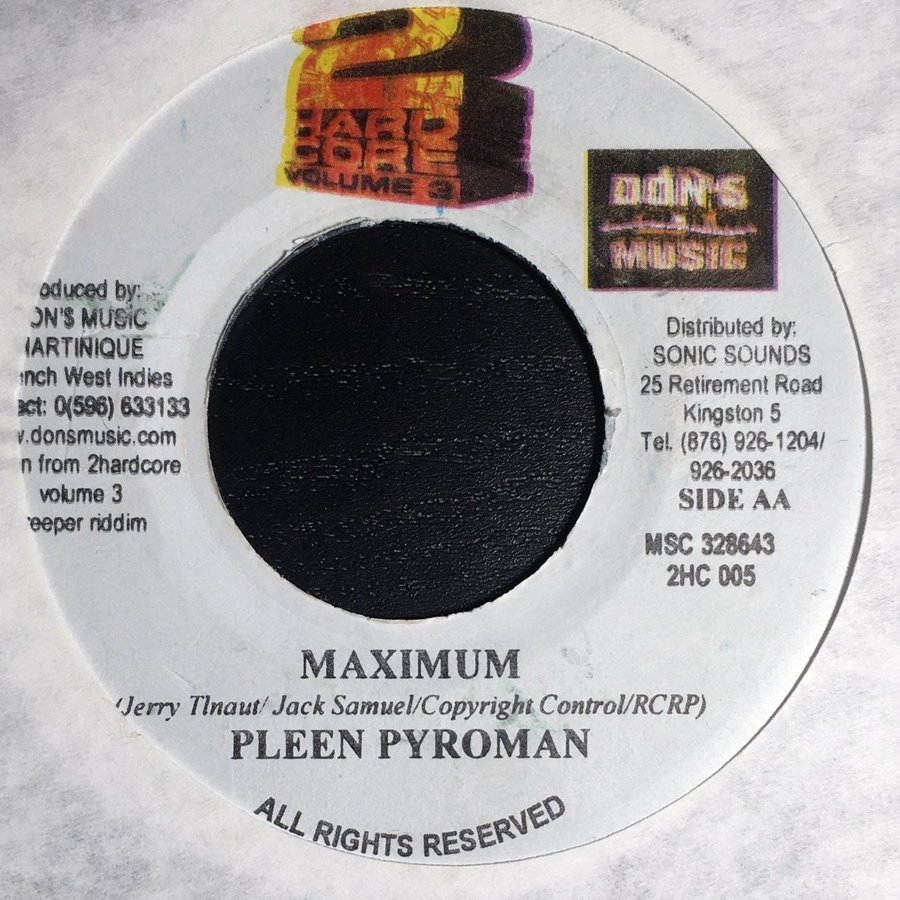 2
HARD
CORE
VOLUME 3
DON'S
MUSIC
oduced by:
ON'S MUSIC
MARTINIQUE
ench West Indies
act: 0(596) 633133
w.donsmusic.com
n from 2hardcore
volume 3
reeper riddim
Distributed by:
SONIC SOUNDS
25 Retirement Road
Kingston 5
Tel. (876) 926-1204/
926-2036
SIDE AA
MSC 328643
2HC 005
MAXIMUM
(Jerry TInaut/ Jack Samuel/Copyright Control/RCRP)
PLEEN PYROMAN
ALL RIGHTS RESERVED